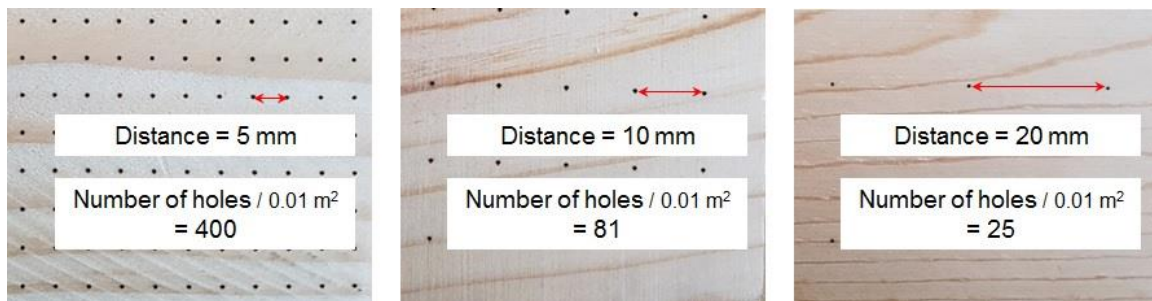 Distance = 5 mm
Number of holes / 0.01 m²
= 400
Distance = 10 mm
Number of holes / 0.01 m²
= 81
Distance = 20 mm
Number of holes / 0.01 m²
= 25